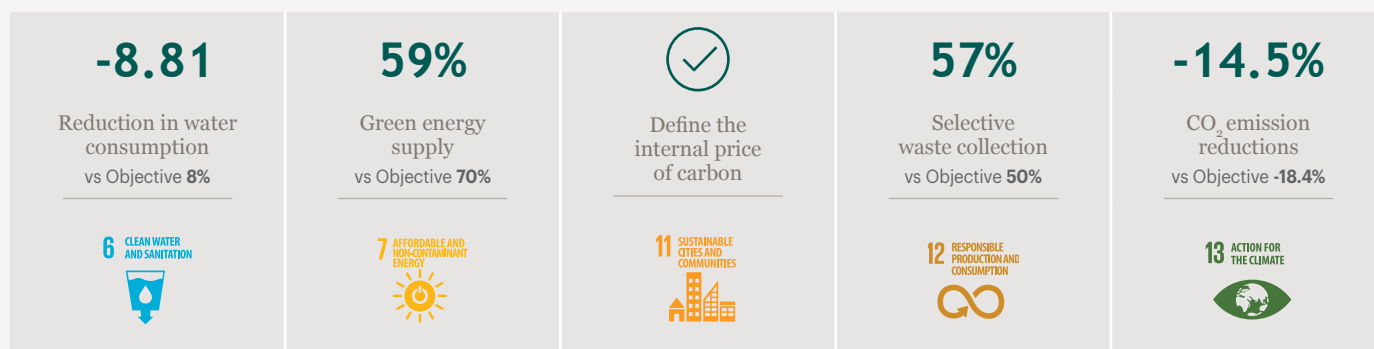 -8.81
Reduction in water
consumption
vs Objective 8%
6 CLEAN WATER
AND SANITATION
59%
Green energy
supply
vs Objective 70%
7 AFFORDABLE AND
NON-CONTAMINANT
ENERGY
Define the
internal price
of carbon
11 SUSTAINABLE
CITIES AND
COMMUNITIES
57%
Selective
waste collection
vs Objective 50%
12 RESPONSIBLE
PRODUCTION AND
CONSUMPTION
-14.5%
CO₂ emission
reductions
vs Objective -18.4%
13 ACTION FOR
THE CLIMATE